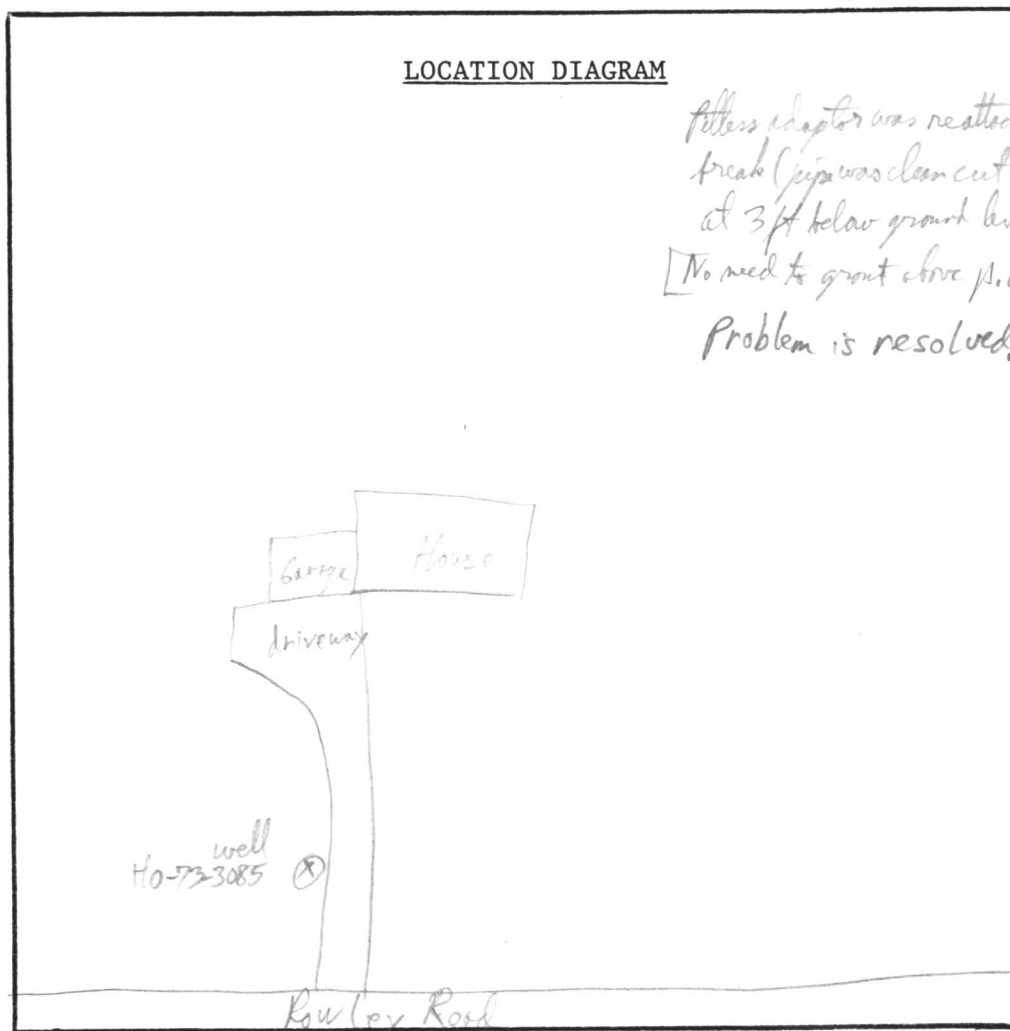 LOCATION DIAGRAM
Pitless adaptor was reattac
break (pipe was clean cut
at 3 ft below ground lev
[No need to grout above p.a
Problem is resolved.
House
Garage
driveway
well
HO-73-3085
Rowley Road